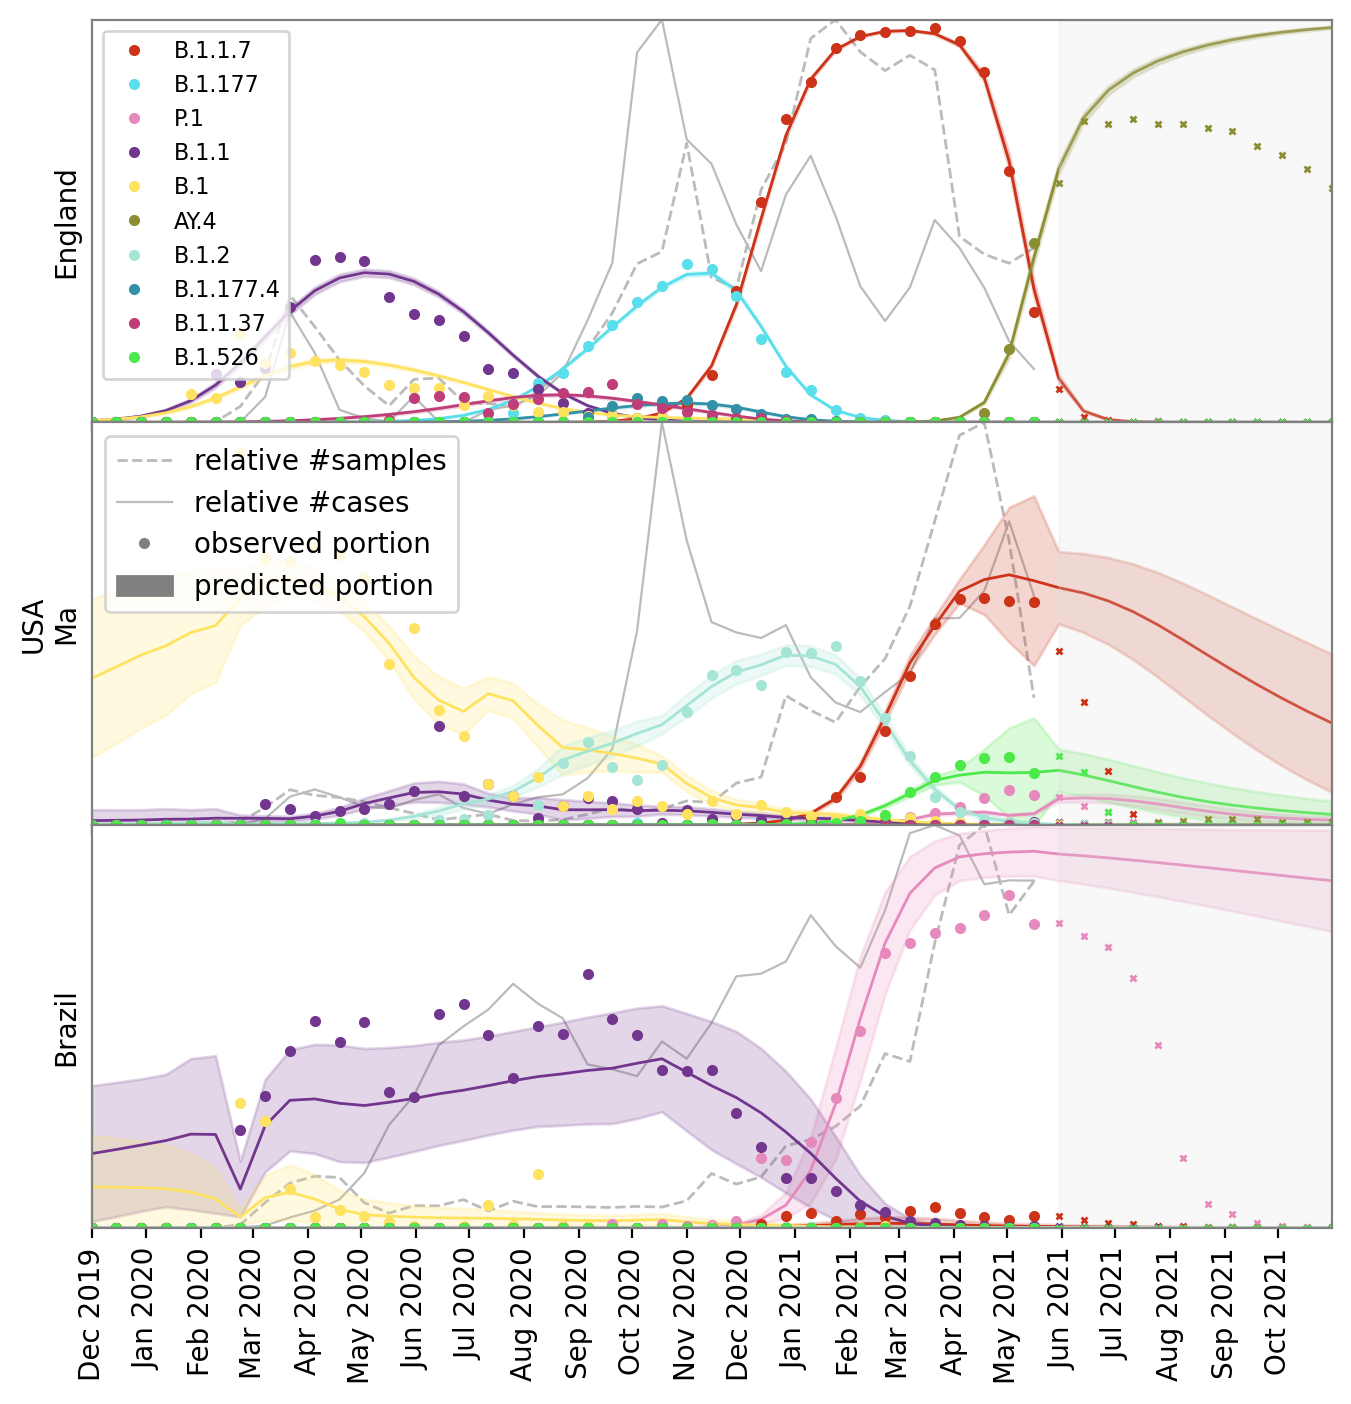 England
B.1.1.7
B.1.177
P.1
B.1.1
B.1
AY.4
B.1.2
B.1.177.4
B.1.1.37
B.1.526
USA
Ma
relative #samples
relative #cases
observed portion
predicted portion
Brazil
Dec 2019
Jan 2020
Feb 2020
Mar 2020
Apr 2020
May 2020
Jun 2020
Jul 2020
Aug 2020
Sep 2020
Oct 2020
Nov 2020
Dec 2020
Jan 2021
Feb 2021
Mar 2021
Apr 2021
May 2021
Jun 2021
Jul 2021
Aug 2021
Sep 2021
Oct 2021